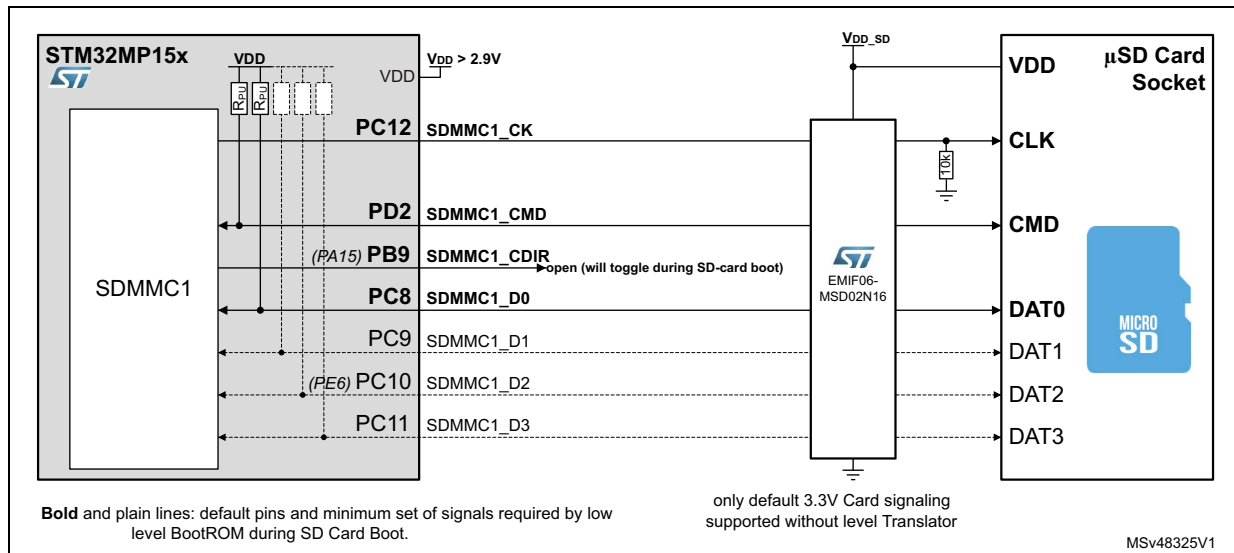 STM32MP15x
ST
VDD
VDD > 2.9V
VDD
RPU
RPU
VDD_SD
VDD
µSD Card
Socket
PC12
SDMMC1_CK
CLK
10k
PD2
SDMMC1_CMD
CMD
(PA15) PB9
SDMMC1_CDIR
open (will toggle during SD-card boot)
SDMMC1
ST
EMIF06-
MSD02N16
PC8
SDMMC1_D0
DAT0
PC9
SDMMC1_D1
DAT1
MICRO
SD
(PE6) PC10
SDMMC1_D2
DAT2
PC11
SDMMC1_D3
DAT3
Bold and plain lines: default pins and minimum set of signals required by low
level BootROM during SD Card Boot.
only default 3.3V Card signaling
supported without level Translator
MSv48325V1